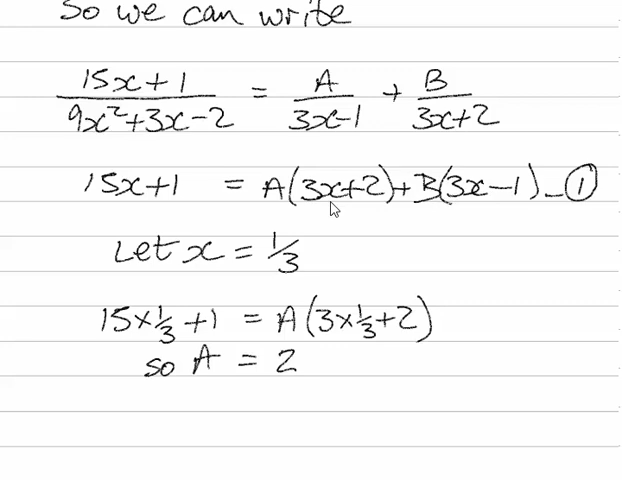 So we can write
15x+1 / 9x²+3x-2 = A / 3x-1 + B / 3x+2
15x+1 = A(3x+2)+B(3x-1) - ①
Let x = 1/3
15×1/3 +1 = A(3×1/3+2)
so A = 2